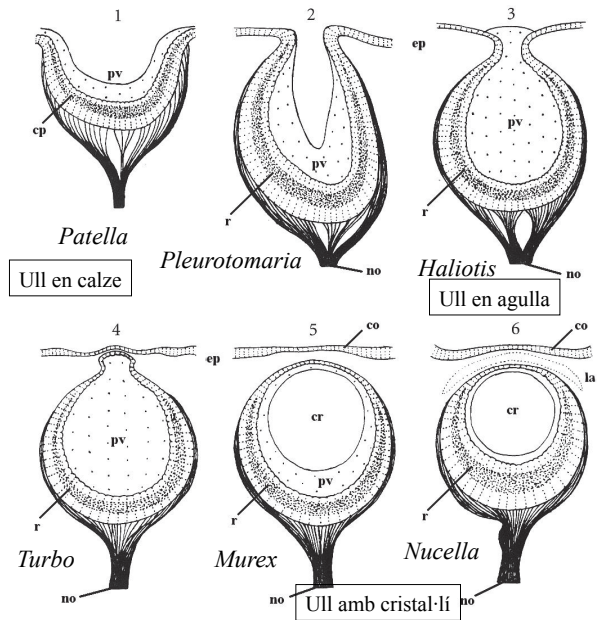 1
2
3
ep
pv
pv
cp
pv
r
r
Patella
Pleurotomaria
Haliotis
no
no
Ull en calze
Ull en agulla
4
5
6
co
co
ep
la
cr
cr
pv
pv
r
r
r
Turbo
Murex
Nucella
no
no
no
Ull amb cristal·lí